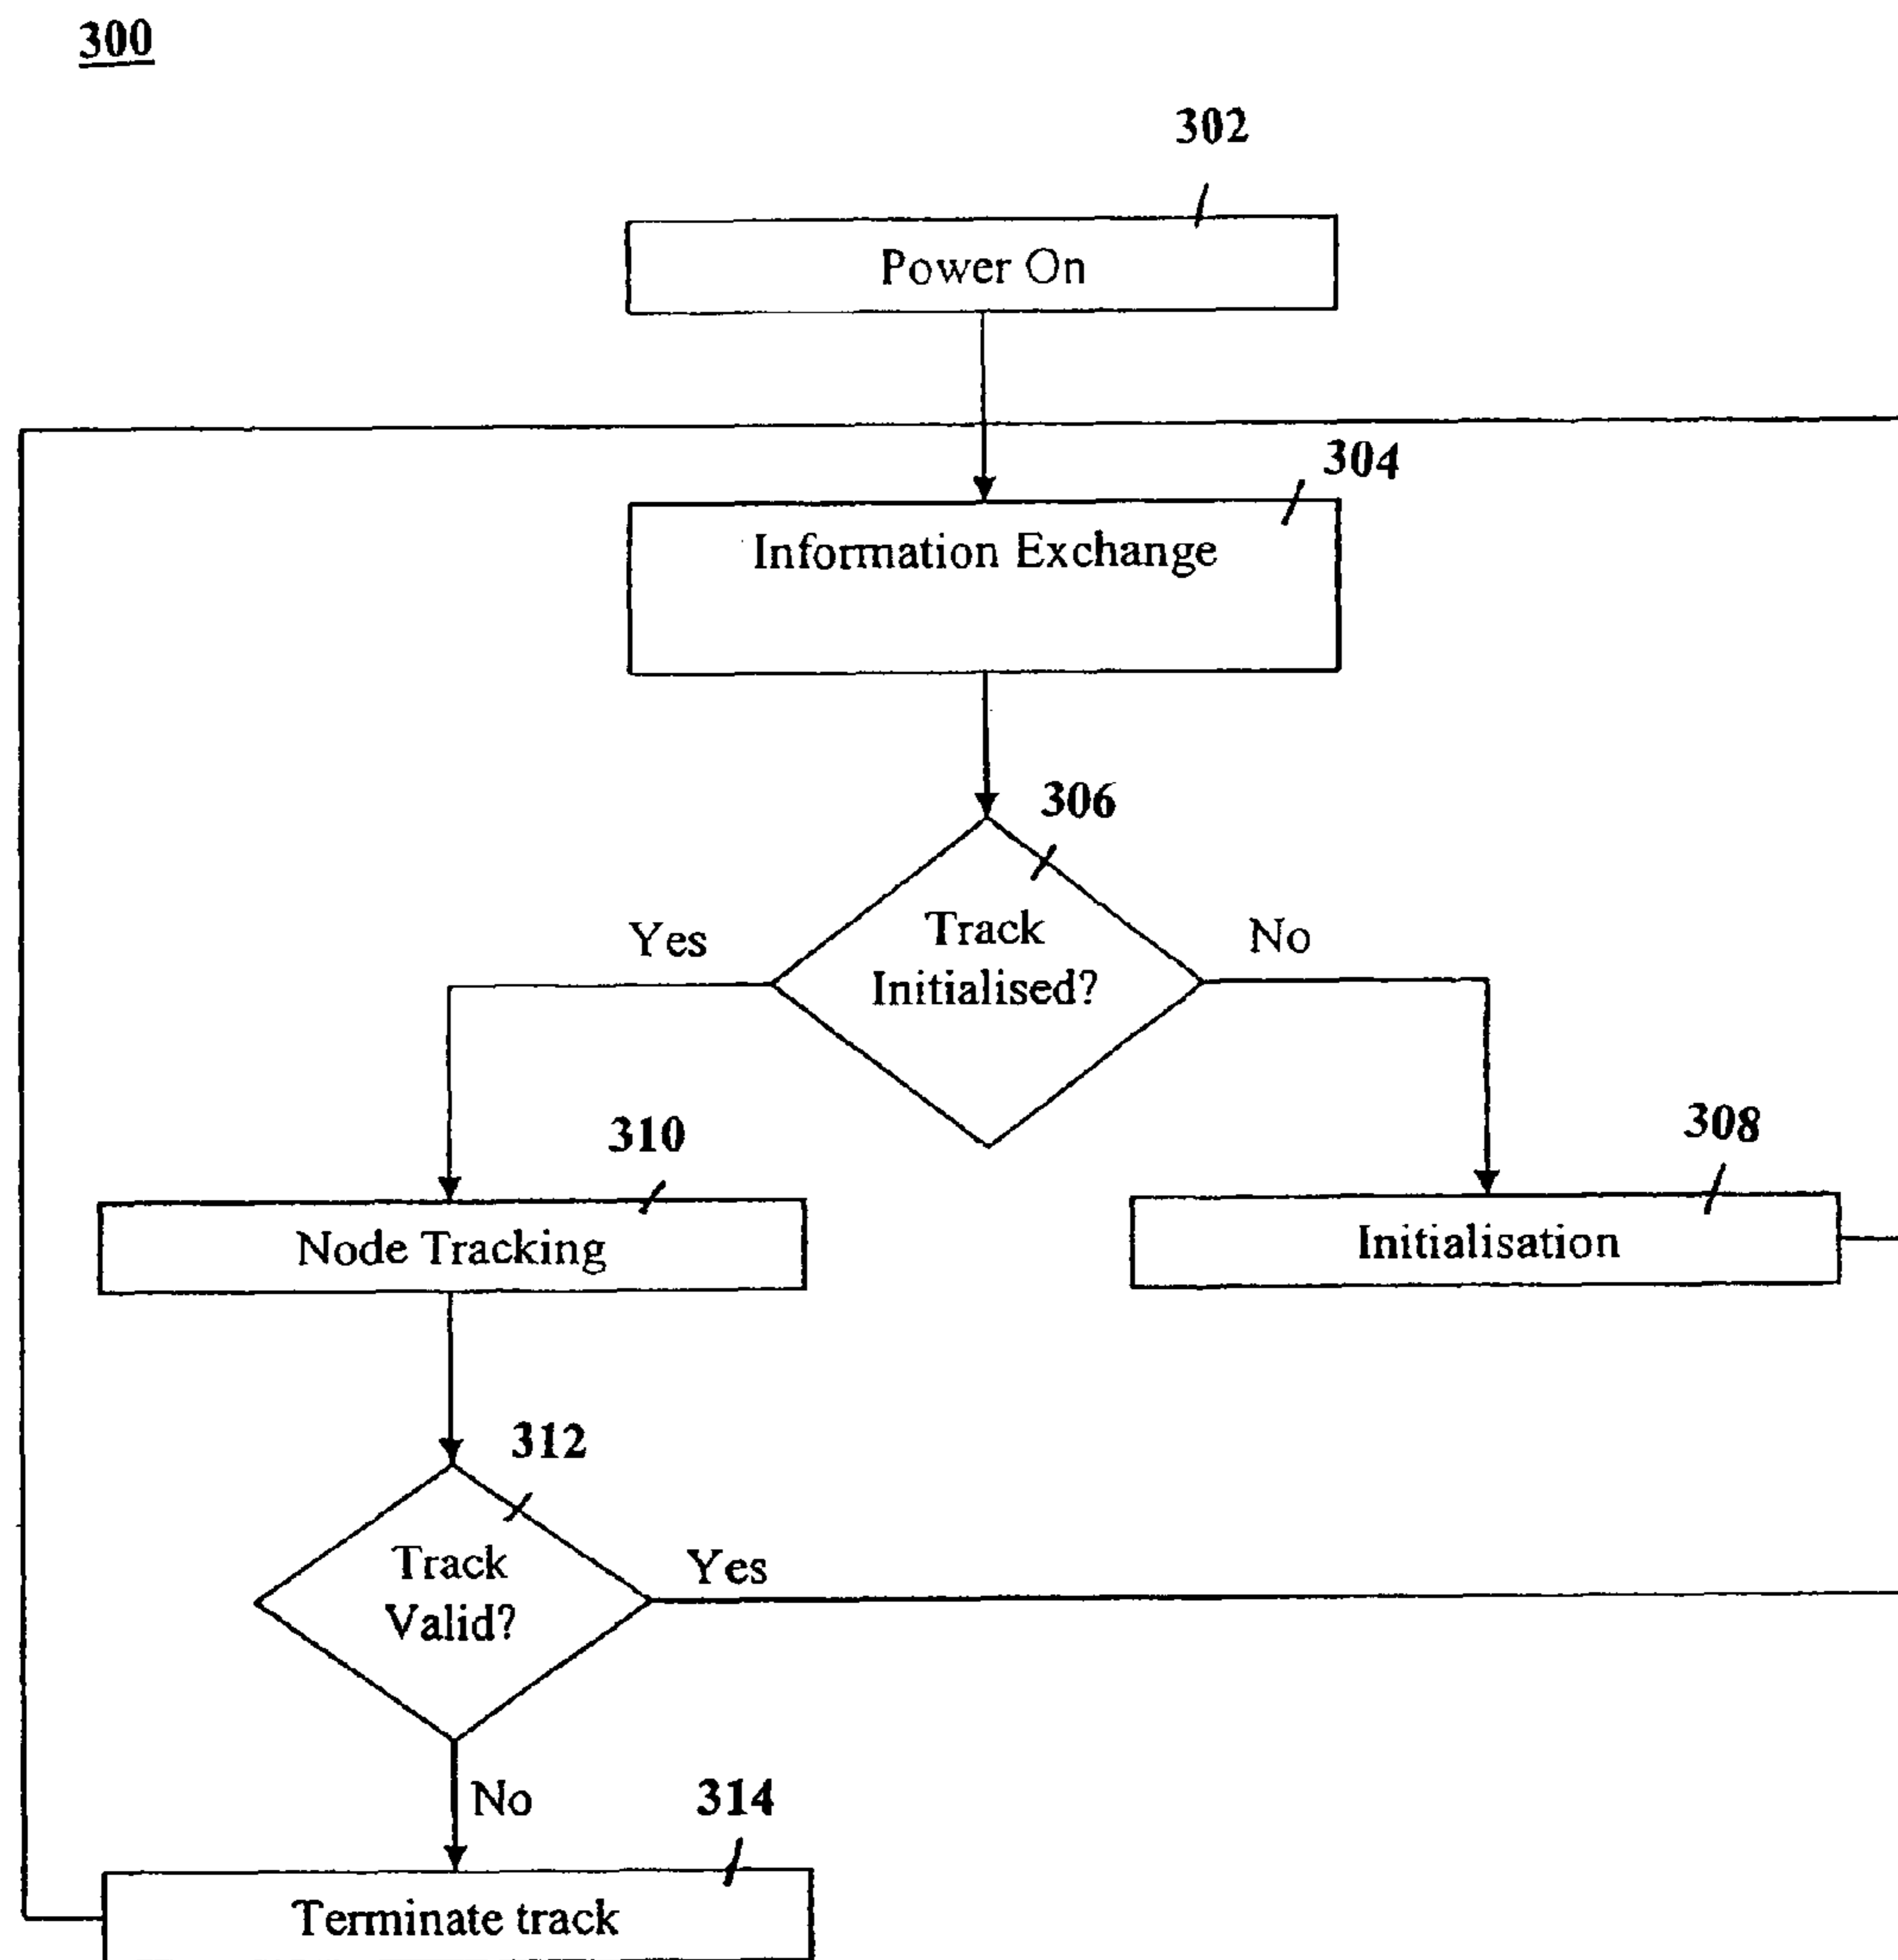 300
302
Power On
304
Information Exchange
306
Track
Initialised?
Yes
No
310
308
Node Tracking
Initialisation
312
Track
Valid?
Yes
No
314
Terminate track